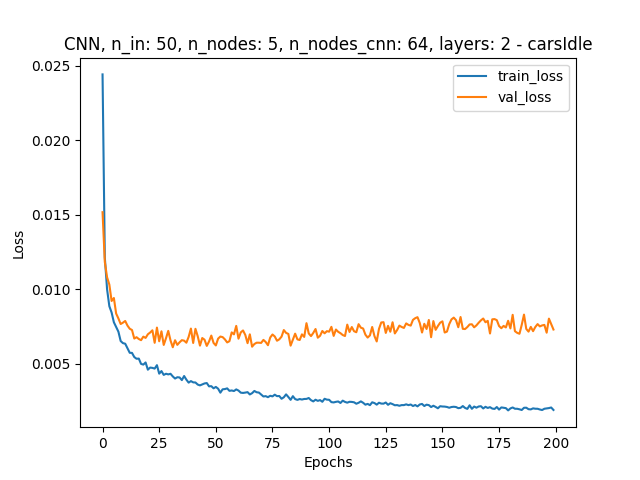 CNN, n_in: 50, n_nodes: 5, n_nodes_cnn: 64, layers: 2 - carsIdle
train_loss
val_loss
0.025
0.020
0.015
0.010
0.005
Loss
0 25 50 75 100 125 150 175 200
Epochs